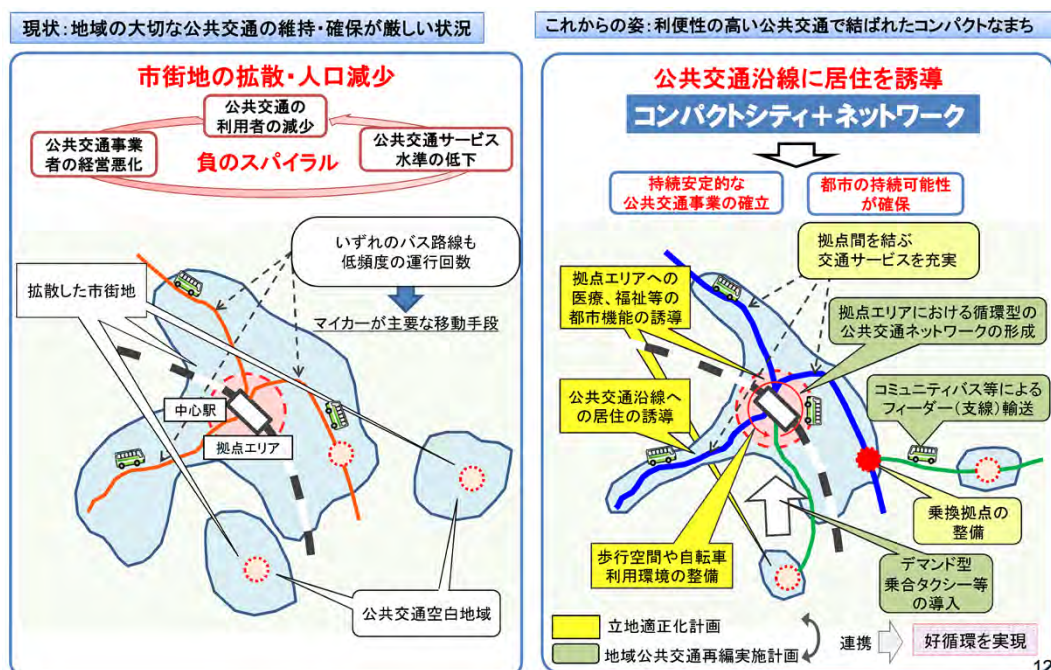 現状：地域の大切な公共交通の維持・確保が厳しい状況
市街地の拡散・人口減少
公共交通の
利用者の減少
公共交通事業
者の経営悪化
負のスパイラル
公共交通サービス
水準の低下
いずれのバス路線も
低頻度の運行回数
拡散した市街地
マイカーが主要な移動手段
中心駅
拠点エリア
公共交通空白地域
これからの姿：利便性の高い公共交通で結ばれたコンパクトなまち
公共交通沿線に居住を誘導
コンパクトシティ＋ネットワーク
持続安定的な
公共交通事業の確立
都市の持続可能性
が確保
拠点間を結ぶ
交通サービスを充実
拠点エリアへの
医療、福祉等の
都市機能の誘導
拠点エリアにおける循環型の
公共交通ネットワークの形成
公共交通沿線へ
の居住の誘導
コミュニティバス等による
フィーダー（支線）輸送
乗換拠点の
整備
歩行空間や自転車
利用環境の整備
デマンド型
乗合タクシー等
の導入
立地適正化計画
地域公共交通再編実施計画
連携
好循環を実現